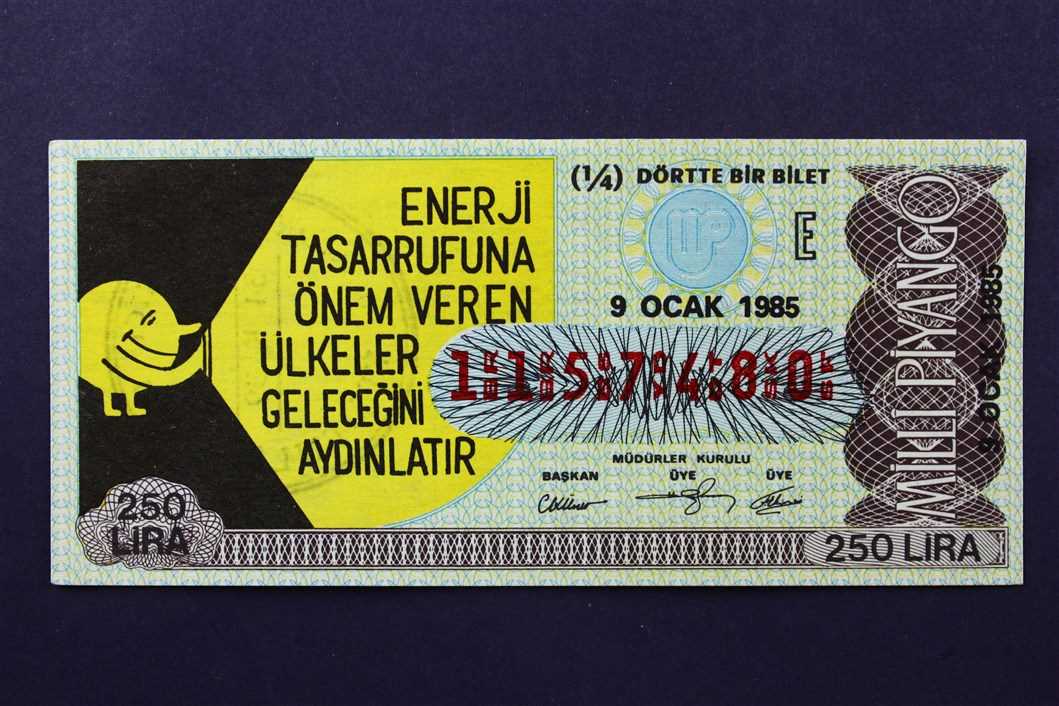 ENERJİ
TASARRUFUNA
ÖNEM VEREN
ÜLKELER
GELECEĞİNİ
AYDINLATIR
250
LİRA
(1/4) DÖRTTE BİR BİLET
E
9 OCAK 1985
1157480
MÜDÜRLER KURULU
BAŞKAN ÜYE ÜYE
MİLLİ PİYANGO
9 OCAK 1985
250 LİRA